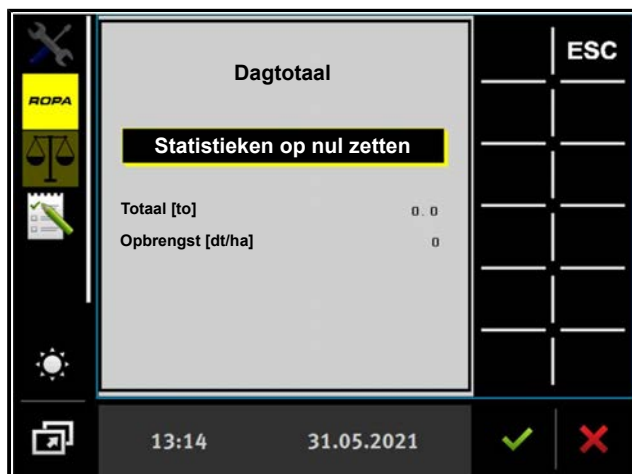 ESC
Dagtotaal
ROPA
Statistieken op nul zetten
Totaal [to] 0.0
Opbrengst [dt/ha] 0
13:14 31.05.2021